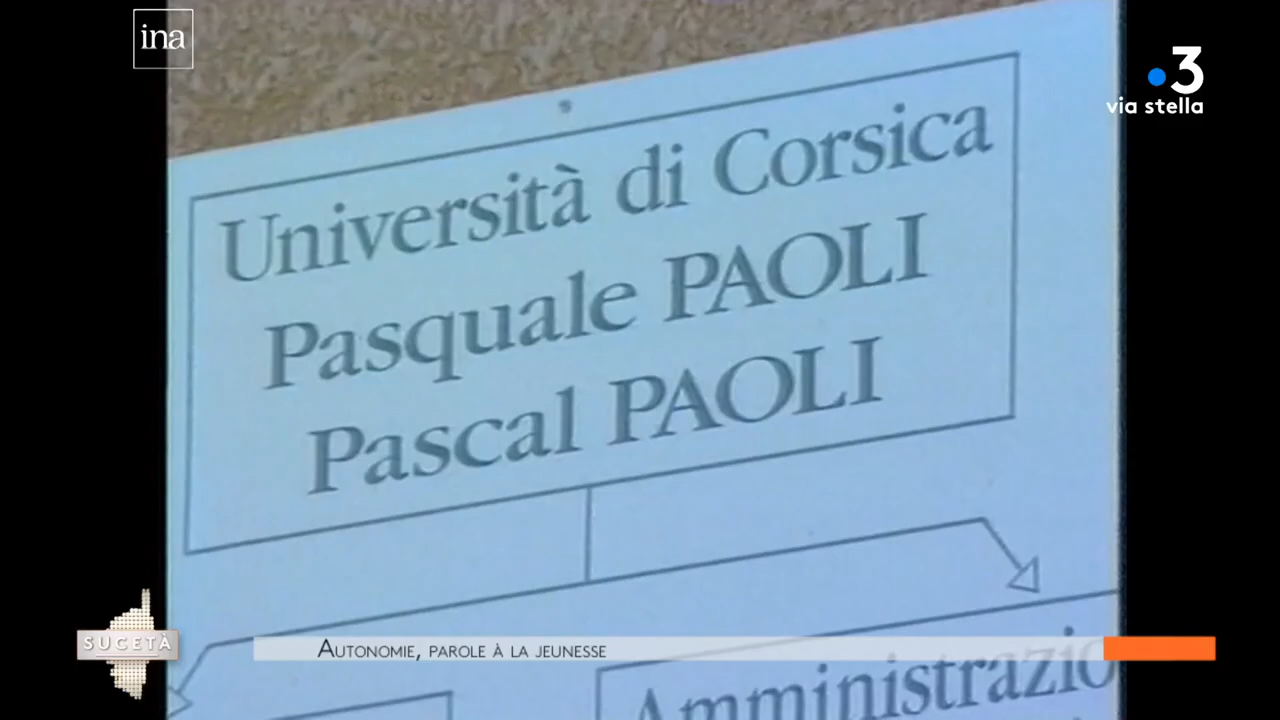 ina
3
via stella
Università di Corsica
Pasquale PAOLI
Pascal PAOLI
SUCETÀ
AUTONOMIE, PAROLE À LA JEUNESSE
Amministrazio